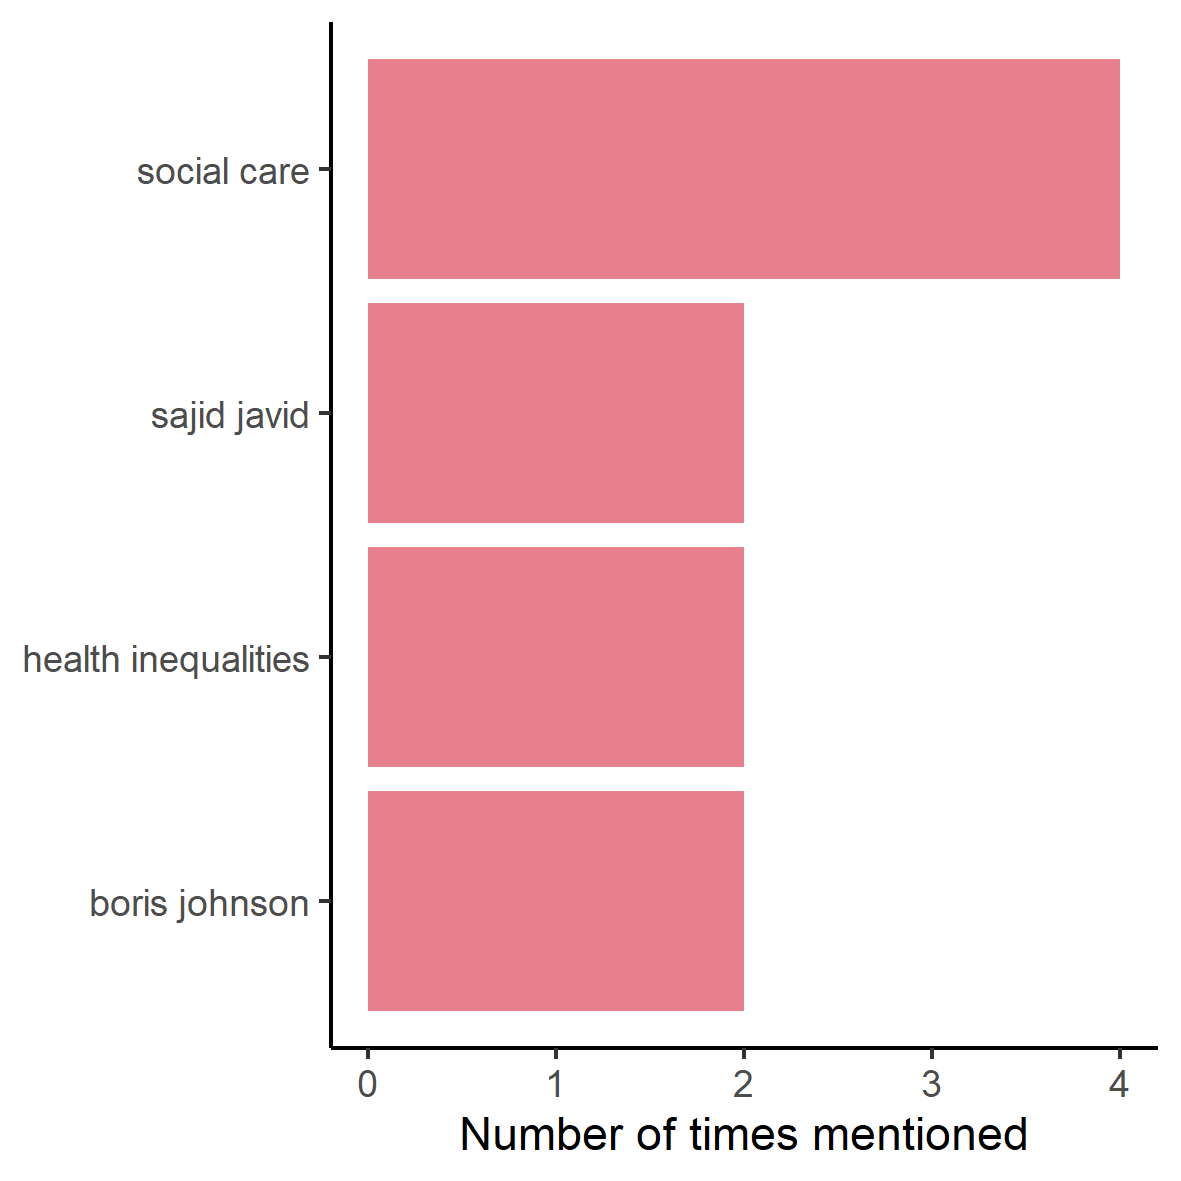 social care
sajid javid
health inequalities
boris johnson
0 1 2 3 4
Number of times mentioned